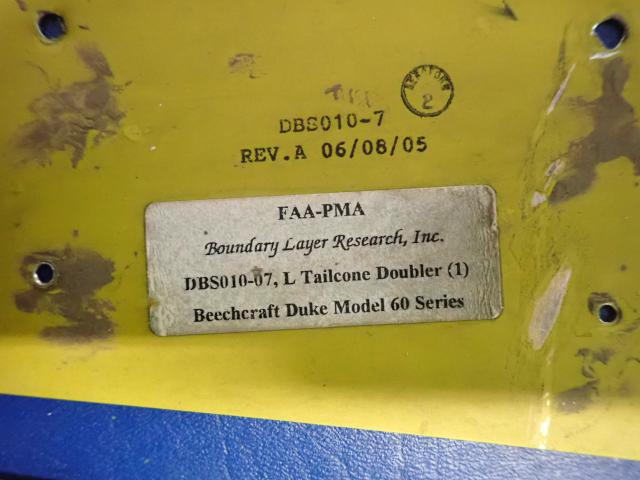 2
DBS010-7
REV.A 06/08/05
FAA-PMA
Boundary Layer Research, Inc.
DBS010-07, L Tailcone Doubler (1)
Beechcraft Duke Model 60 Series